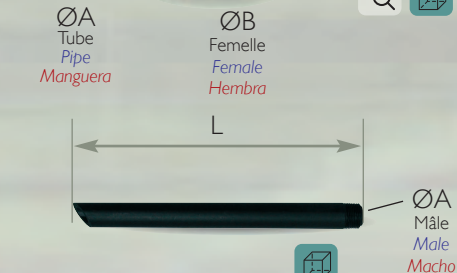 ØA
Tube
Pipe
Manguera
ØB
Femelle
Female
Hembra
L
ØA
Mâle
Male
Macho